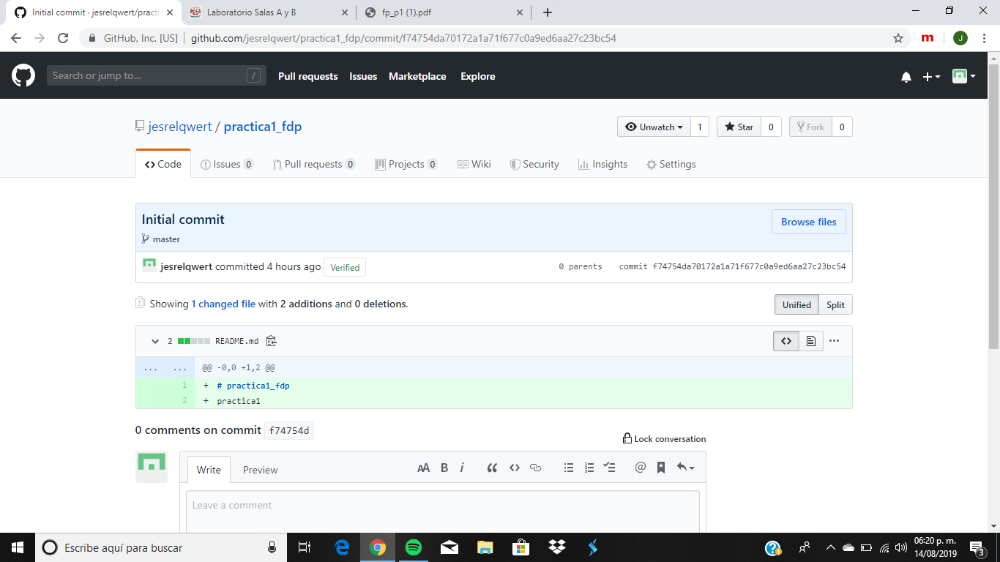 Initial commit · jesrelqwert/practi
Laboratorio Salas A y B
fp_p1 (1).pdf
GitHub, Inc. [US] | github.com/jesrelqwert/practica1_fdp/commit/f74754da70172a1a71f677c0a9ed6aa27c23bc54
m
J
Search or jump to...
/
Pull requests Issues Marketplace Explore
jesrelqwert / practica1_fdp
Unwatch 1 Star 0 Fork 0
Code Issues 0 Pull requests 0 Projects 0 Wiki Security Insights Settings
Initial commit
Browse files
master
jesrelqwert committed 4 hours ago Verified
0 parents commit f74754da70172a1a71f677c0a9ed6aa27c23bc54
Showing 1 changed file with 2 additions and 0 deletions.
Unified Split
2 README.md
... ... @@ -0,0 +1,2 @@
1 + # practica1_fdp
2 + practica1
0 comments on commit f74754d
Lock conversation
Write Preview
AA B i
Leave a comment
Escribe aquí para buscar
06:20 p. m.
14/08/2019
3